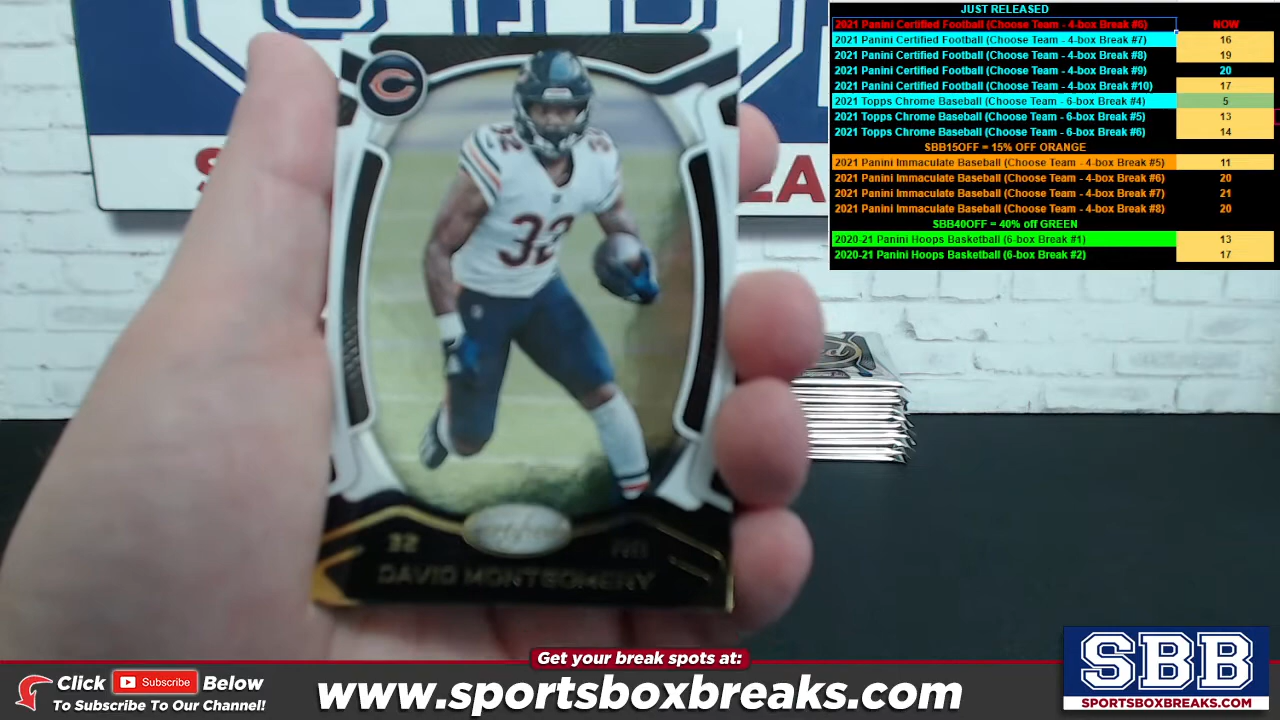 JUST RELEASED
2021 Panini Certified Football (Choose Team - 4-box Break #6) NOW
2021 Panini Certified Football (Choose Team - 4-box Break #7) 16
2021 Panini Certified Football (Choose Team - 4-box Break #8) 19
2021 Panini Certified Football (Choose Team - 4-box Break #9) 20
2021 Panini Certified Football (Choose Team - 4-box Break #10) 17
2021 Topps Chrome Baseball (Choose Team - 6-box Break #4) 5
2021 Topps Chrome Baseball (Choose Team - 6-box Break #5) 13
2021 Topps Chrome Baseball (Choose Team - 6-box Break #6) 14
SBB15OFF = 15% OFF ORANGE
2021 Panini Immaculate Baseball (Choose Team - 4-box Break #5) 11
2021 Panini Immaculate Baseball (Choose Team - 4-box Break #6) 20
2021 Panini Immaculate Baseball (Choose Team - 4-box Break #7) 21
2021 Panini Immaculate Baseball (Choose Team - 4-box Break #8) 20
SBB40OFF = 40% off GREEN
2020-21 Panini Hoops Basketball (6-box Break #1) 13
2020-21 Panini Hoops Basketball (6-box Break #2) 17
32
32
32
DAVID MONTGOMERY
Get your break spots at:
Click Subscribe Below
To Subscribe To Our Channel!
www.sportsboxbreaks.com
SBB
SPORTSBOXBREAKS.COM